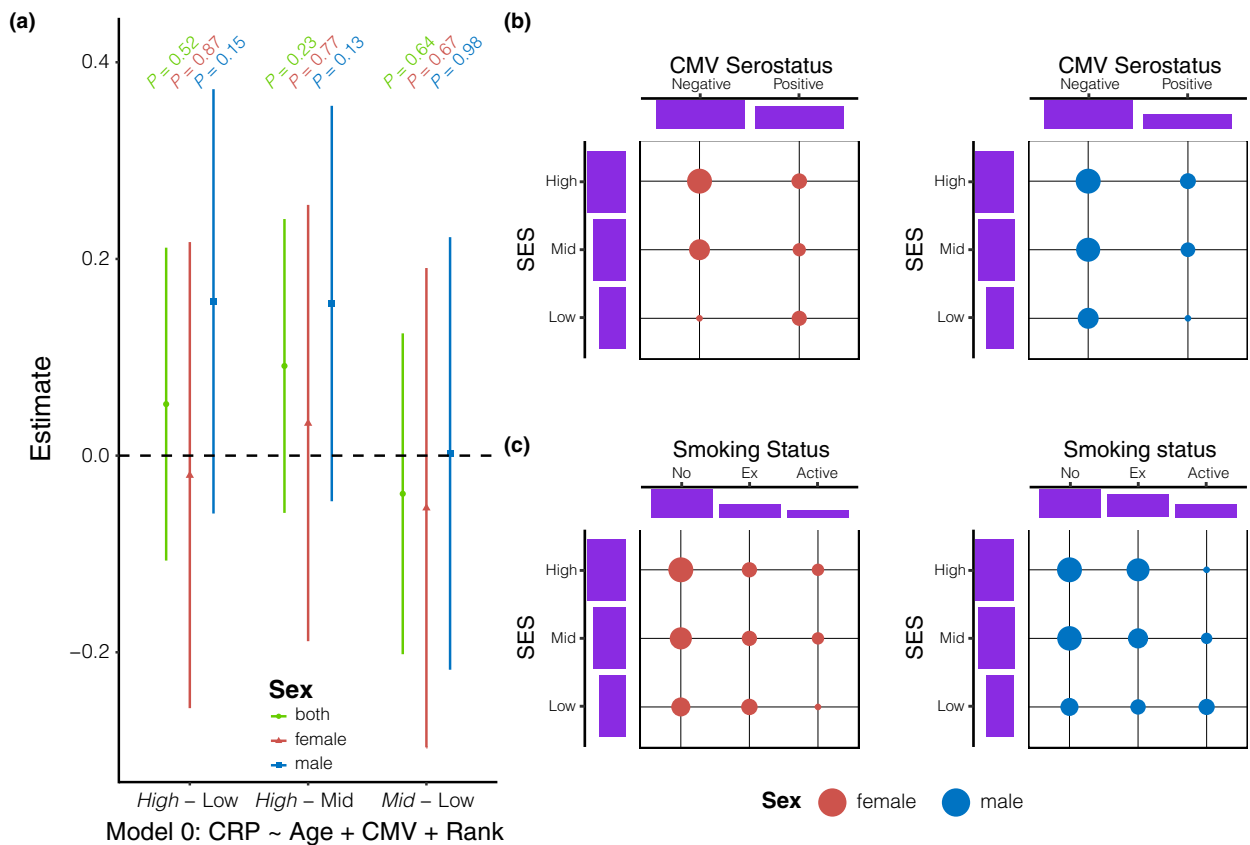 (a)
P = 0.52
P = 0.87
P = 0.15
P = 0.23
P = 0.77
P = 0.13
P = 0.64
P = 0.67
P = 0.98
0.4
0.2
0.0
−0.2
Estimate
Sex
both
female
male
High – Low
High – Mid
Mid – Low
Model 0: CRP ~ Age + CMV + Rank
(b)
CMV Serostatus
Negative Positive
SES
High
Mid
Low
CMV Serostatus
Negative Positive
SES
High
Mid
Low
(c)
Smoking Status
No Ex Active
SES
High
Mid
Low
Smoking status
No Ex Active
SES
High
Mid
Low
Sex female male